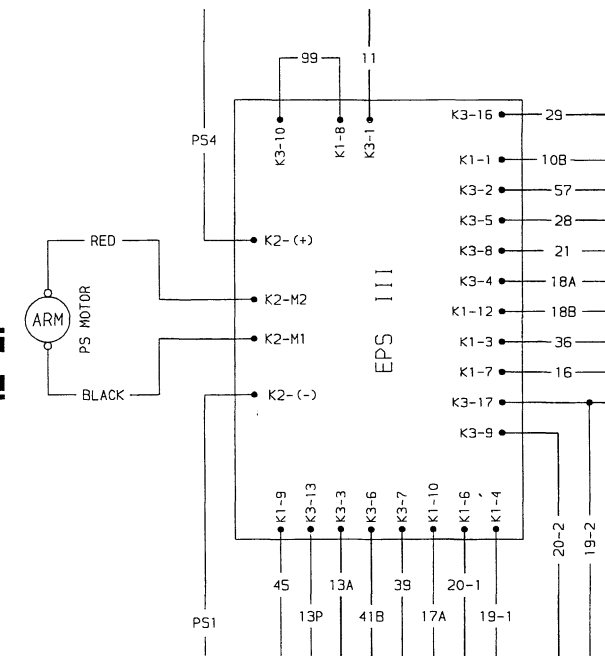 99
11
K3-10
K1-8
K3-1
K3-16
29
PS4
K1-1
10B
K3-2
57
K3-5
28
K2-(+)
RED
K3-8
21
K3-4
18A
PS MOTOR
K2-M2
EPS III
K1-12
18B
ARM
K2-M1
K1-3
36
K1-7
16
BLACK
K2-(-)
K3-17
K3-9
K1-9
K3-13
K3-3
K3-6
K3-7
K1-10
K1-6
K1-4
20-2
19-2
45
13A
39
20-1
13P
41B
17A
19-1
PS1